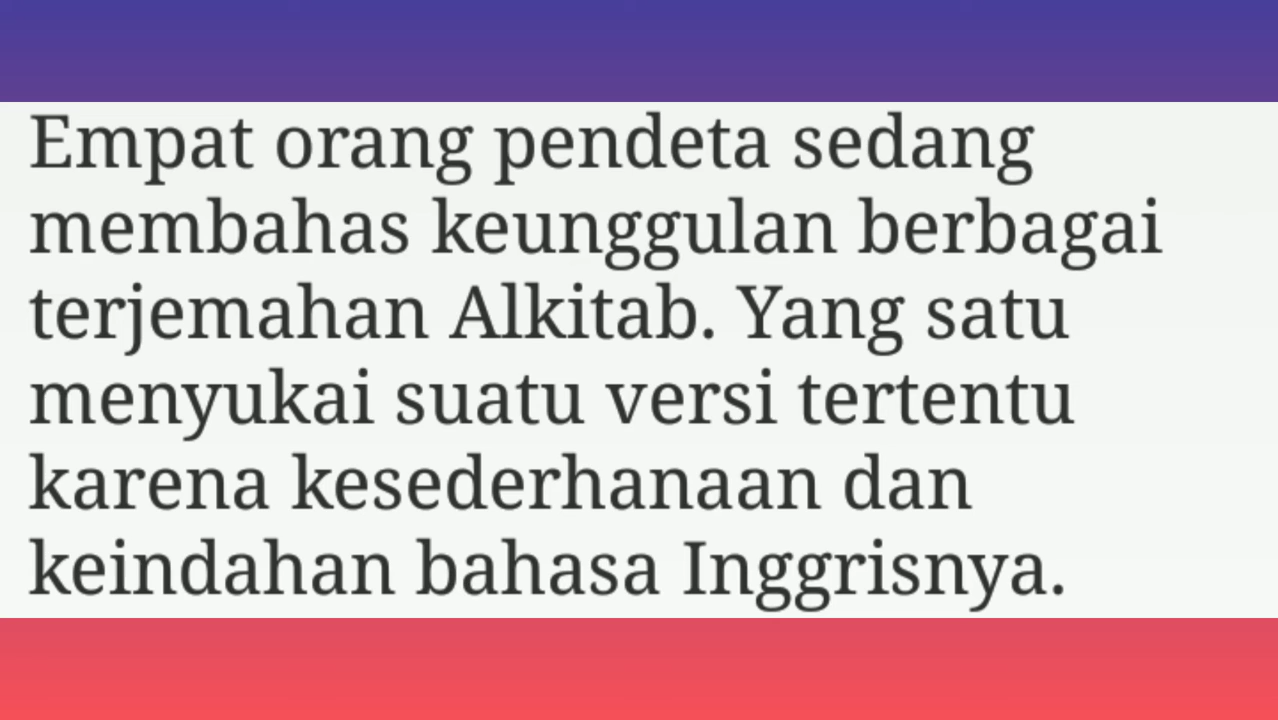 Empat orang pendeta sedang
membahas keunggulan berbagai
terjemahan Alkitab. Yang satu
menyukai suatu versi tertentu
karena kesederhanaan dan
keindahan bahasa Inggrisnya.